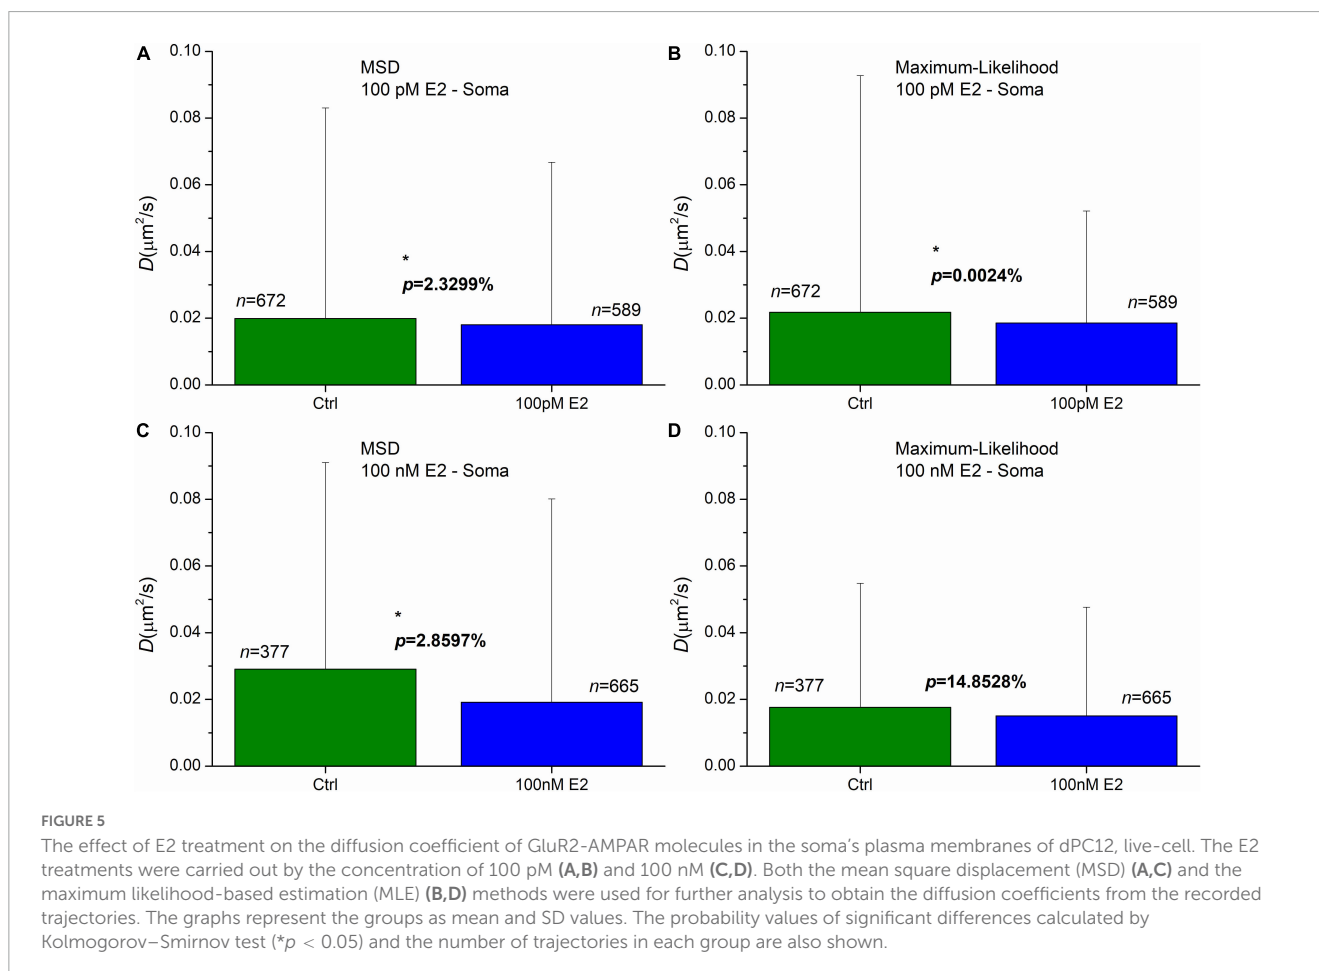 A
MSD
100 pM E2 - Soma
0.10
0.08
0.06
0.04
0.02
0.00
D(μm²/s)
*
p=2.3299%
n=672
n=589
Ctrl
100pM E2
B
Maximum-Likelihood
100 pM E2 - Soma
0.10
0.08
0.06
0.04
0.02
0.00
D(μm²/s)
*
p=0.0024%
n=672
n=589
Ctrl
100pM E2
C
MSD
100 nM E2 - Soma
0.10
0.08
0.06
0.04
0.02
0.00
D(μm²/s)
*
p=2.8597%
n=377
n=665
Ctrl
100nM E2
D
Maximum-Likelihood
100 nM E2 - Soma
0.10
0.08
0.06
0.04
0.02
0.00
D(μm²/s)
p=14.8528%
n=377
n=665
Ctrl
100nM E2
FIGURE 5
The effect of E2 treatment on the diffusion coefficient of GluR2-AMPAR molecules in the soma's plasma membranes of dPC12, live-cell. The E2
treatments were carried out by the concentration of 100 pM (A,B) and 100 nM (C,D). Both the mean square displacement (MSD) (A,C) and the
maximum likelihood-based estimation (MLE) (B,D) methods were used for further analysis to obtain the diffusion coefficients from the recorded
trajectories. The graphs represent the groups as mean and SD values. The probability values of significant differences calculated by
Kolmogorov–Smirnov test (*p < 0.05) and the number of trajectories in each group are also shown.